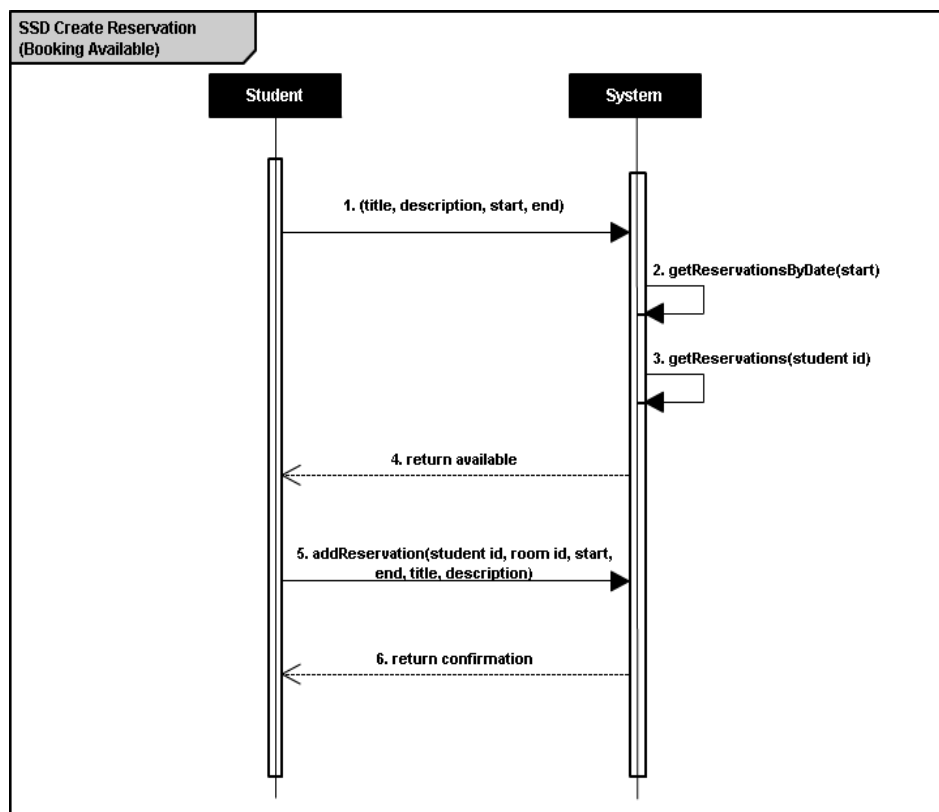 SSD Create Reservation
(Booking Available)
Student
System
1. (title, description, start, end)
2. getReservationsByDate(start)
3. getReservations(student id)
4. return available
5. addReservation(student id, room id, start,
end, title, description)
6. return confirmation